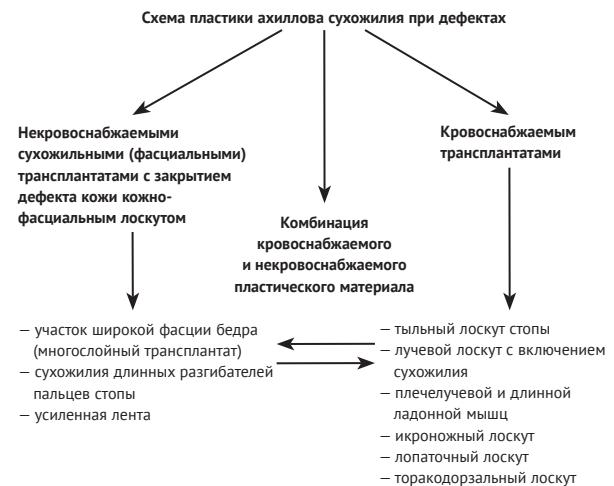 Схема пластики ахиллова сухожилия при дефектах
Некровоснабжаемыми
сухожильными (фасциальными)
трансплантатами с закрытием
дефекта кожи кожно-
фасциальным лоскутом
Комбинация
кровоснабжаемого
и некровоснабжаемого
пластического материала
Кровоснабжаемым
трансплантатами
— участок широкой фасции бедра
(многослойный трансплантат)
— сухожилия длинных разгибателей
пальцев стопы
— усиленная лента
— тыльный лоскут стопы
— лучевой лоскут с включением
сухожилия
— плечелучевой и длинной
ладонной мышц
— икроножный лоскут
— лопаточный лоскут
— торакодорзальный лоскут